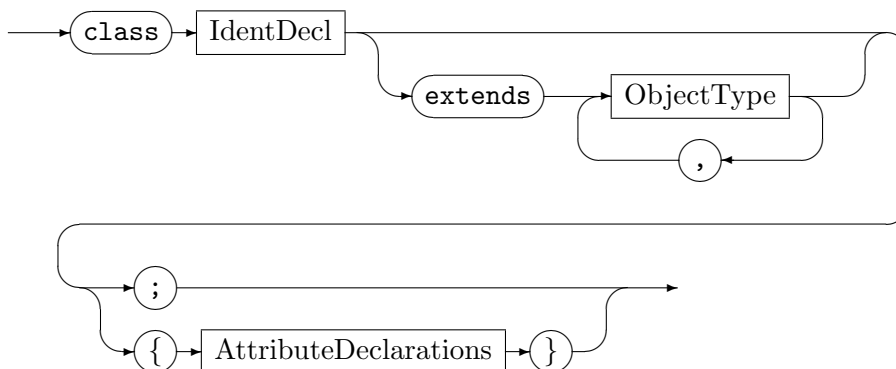 class IdentDecl
extends ObjectType
,
;
{ AttributeDeclarations }